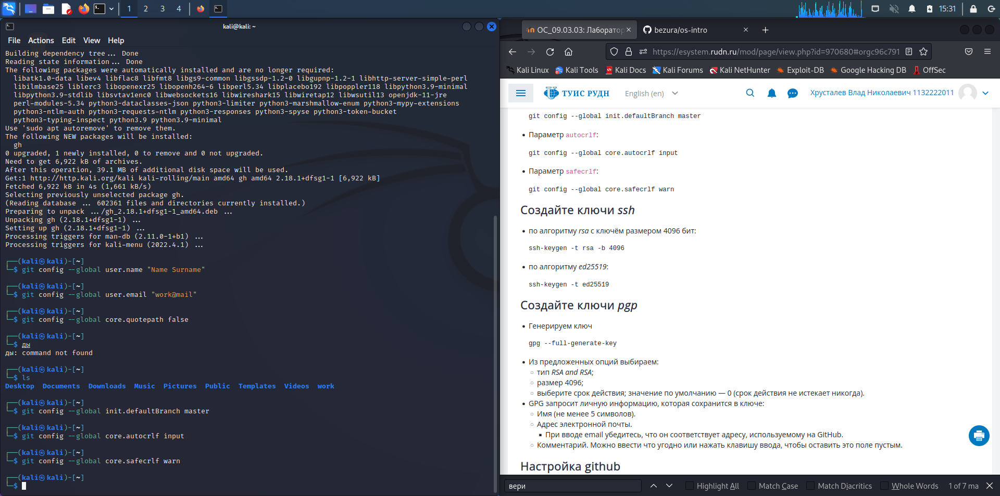 1 2 3 4
15:31
kali@kali: ~
File Actions Edit View Help
Building dependency tree... Done
Reading state information... Done
The following packages were automatically installed and are no longer required:
libatk1.0-data libev4 libflac8 libfmt8 libgs9-common libgssdp-1.2-0 libgupnp-1.2-1 libhttp-server-simple-perl
libilmbase25 liblerc3 libopenexr25 libopenh264-6 libperl5.34 libplacebo192 libpoppler118 libpython3.9-minimal
libpython3.9-stdlib libsvtav1enc0 libwebsockets16 libwireshark15 libwiretap12 libwsutil13 openjdk-11-jre
perl-modules-5.34 python3-dataclasses-json python3-limiter python3-marshmallow-enum python3-mypy-extensions
python3-ntlm-auth python3-requests-ntlm python3-responses python3-spyse python3-token-bucket
python3-typing-inspect python3.9 python3.9-minimal
Use 'sudo apt autoremove' to remove them.
The following NEW packages will be installed:
gh
0 upgraded, 1 newly installed, 0 to remove and 0 not upgraded.
Need to get 6,922 kB of archives.
After this operation, 39.1 MB of additional disk space will be used.
Get:1 http://http.kali.org/kali kali-rolling/main amd64 gh amd64 2.18.1+dfsg1-1 [6,922 kB]
Fetched 6,922 kB in 4s (1,661 kB/s)
Selecting previously unselected package gh.
(Reading database ... 602361 files and directories currently installed.)
Preparing to unpack .../gh_2.18.1+dfsg1-1_amd64.deb ...
Unpacking gh (2.18.1+dfsg1-1) ...
Setting up gh (2.18.1+dfsg1-1) ...
Processing triggers for man-db (2.11.0-1+b1) ...
Processing triggers for kali-menu (2022.4.1) ...
┌──(kali㉿kali)-[~]
└─$ git config --global user.name "Name Surname"
┌──(kali㉿kali)-[~]
└─$ git config --global user.email "work@mail"
┌──(kali㉿kali)-[~]
└─$ git config --global core.quotepath false
┌──(kali㉿kali)-[~]
└─$ ды
ды: command not found
┌──(kali㉿kali)-[~]
└─$ ls
Desktop Documents Downloads Music Pictures Public Templates Videos work
┌──(kali㉿kali)-[~]
└─$ git config --global init.defaultBranch master
┌──(kali㉿kali)-[~]
└─$ git config --global core.autocrlf input
┌──(kali㉿kali)-[~]
└─$ git config --global core.safecrlf warn
┌──(kali㉿kali)-[~]
└─$
ОС_09.03.03: Лаборатор
bezura/os-intro
https://esystem.rudn.ru/mod/page/view.php?id=970680#orgc96c791
Kali Linux Kali Tools Kali Docs Kali Forums Kali NetHunter Exploit-DB Google Hacking DB OffSec
ТУИС РУДН English (en) Хрусталев Влад Николаевич 1132222011
git config --global init.defaultBranch master
• Параметр autocrlf:
git config --global core.autocrlf input
• Параметр safecrlf:
git config --global core.safecrlf warn
Создайте ключи ssh
• по алгоритму rsa с ключём размером 4096 бит:
ssh-keygen -t rsa -b 4096
• по алгоритму ed25519:
ssh-keygen -t ed25519
Создайте ключи pgp
• Генерируем ключ
gpg --full-generate-key
• Из предложенных опций выбираем:
◦ тип RSA and RSA;
◦ размер 4096;
◦ выберите срок действия; значение по умолчанию — 0 (срок действия не истекает никогда).
• GPG запросит личную информацию, которая сохранится в ключе:
◦ Имя (не менее 5 символов).
◦ Адрес электронной почты.
▪ При вводе email убедитесь, что он соответствует адресу, используемому на GitHub.
◦ Комментарий. Можно ввести что угодно или нажать клавишу ввода, чтобы оставить это поле пустым.
Настройка github
вери
Highlight All Match Case Match Diacritics Whole Words 1 of 7 ma